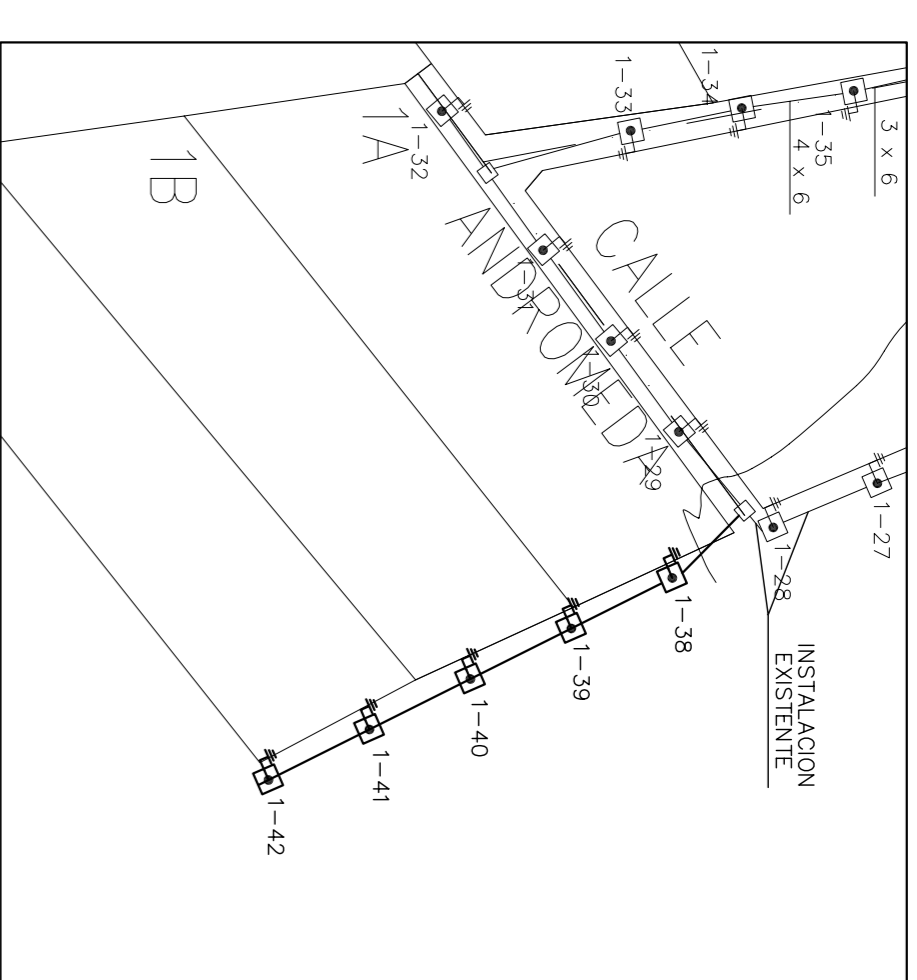 3 x 6
4 x 6
1-35
1-34
1-33
1-32
1A
1B
CALLE
ANDROMEDA
1-37
1-30
1-29
1-27
1-28
INSTALACION
EXISTENTE
1-38
1-39
1-40
1-41
1-42